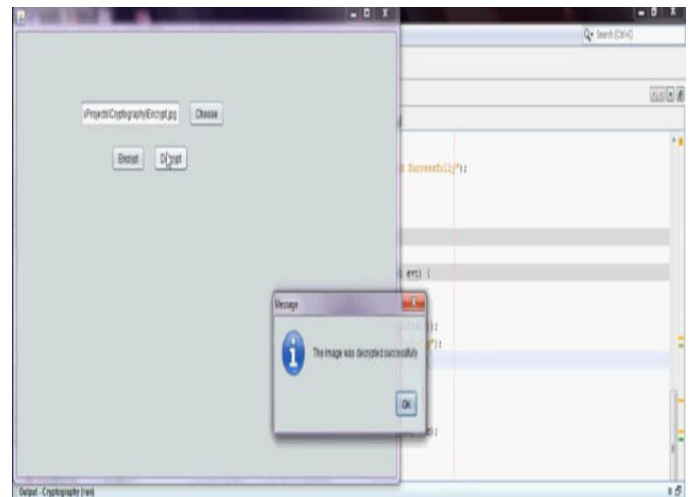 Search (Ctrl+I)
sProjects\Cryptography\Encrypt.jpg Choose
Encrypt Decrypt
d Successfully");
t evt) {
Message
The image was decrypted successfully
OK
Output - Cryptography (run)